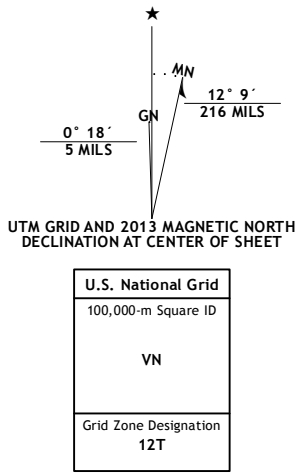 MN
12° 9´
216 MILS
GN
0° 18´
5 MILS
UTM GRID AND 2013 MAGNETIC NORTH
DECLINATION AT CENTER OF SHEET
U.S. National Grid
100,000-m Square ID
VN
Grid Zone Designation
12T